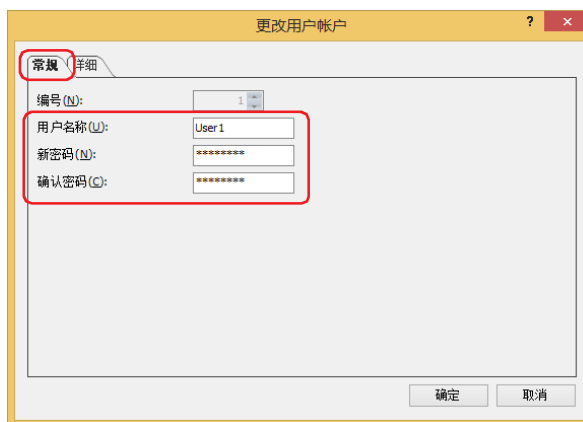 更改用户帐户
? ×
常规 详细
编号(N): 1
用户名称(U): User1
新密码(N): ********
确认密码(C): ********
确定 取消